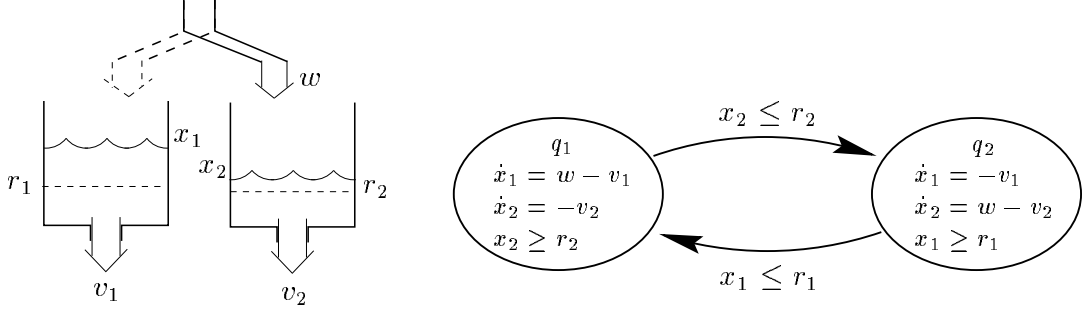 w
x₁
x₂
r₁
r₂
v₁
v₂
x₂ ≤ r₂
q₁
ẋ₁ = w − v₁
ẋ₂ = −v₂
x₂ ≥ r₂
q₂
ẋ₁ = −v₁
ẋ₂ = w − v₂
x₁ ≥ r₁
x₁ ≤ r₁